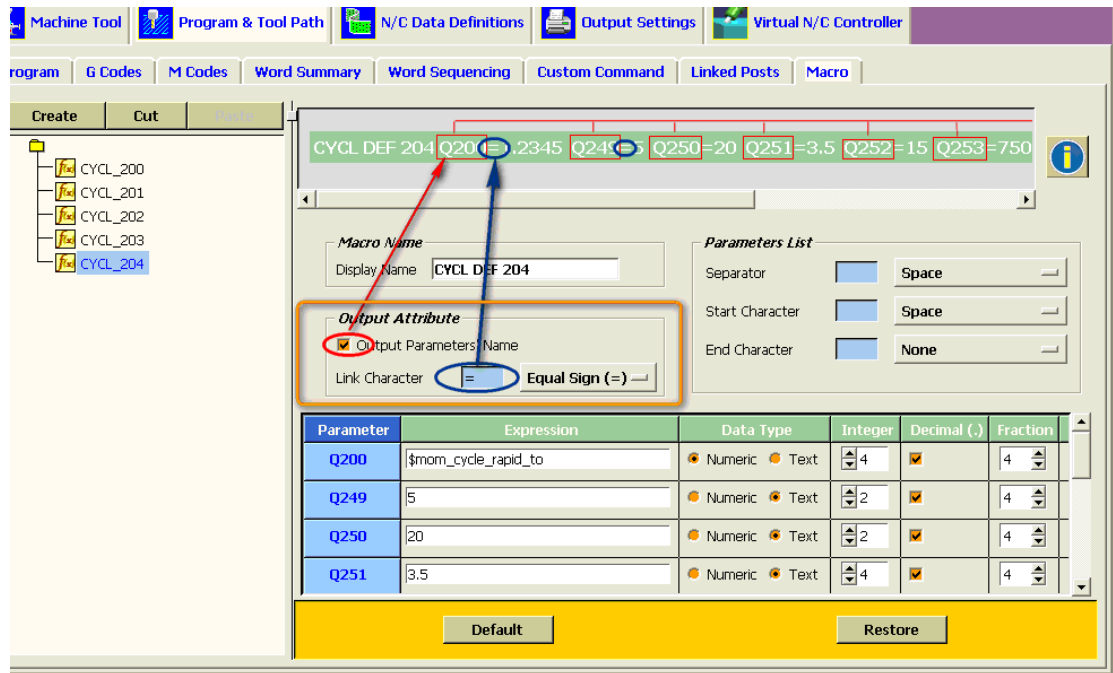 Machine Tool Program & Tool Path N/C Data Definitions Output Settings Virtual N/C Controller
rogram G Codes M Codes Word Summary Word Sequencing Custom Command Linked Posts Macro
Create Cut Paste
CYCL DEF 204 Q200=1.2345 Q249=5 Q250=20 Q251=3.5 Q252=15 Q253=750
i
f(x) CYCL_200
f(x) CYCL_201
f(x) CYCL_202
f(x) CYCL_203
f(x) CYCL_204
Macro Name
Display Name CYCL DEF 204
Parameters List
Separator Space
Start Character Space
End Character None
Output Attribute
Output Parameters' Name
Link Character = Equal Sign (=)
Parameter Expression Data Type Integer Decimal (.) Fraction
Q200 $mom_cycle_rapid_to Numeric Text 4 4
Q249 5 Numeric Text 2 4
Q250 20 Numeric Text 2 4
Q251 3.5 Numeric Text 4 4
Default Restore